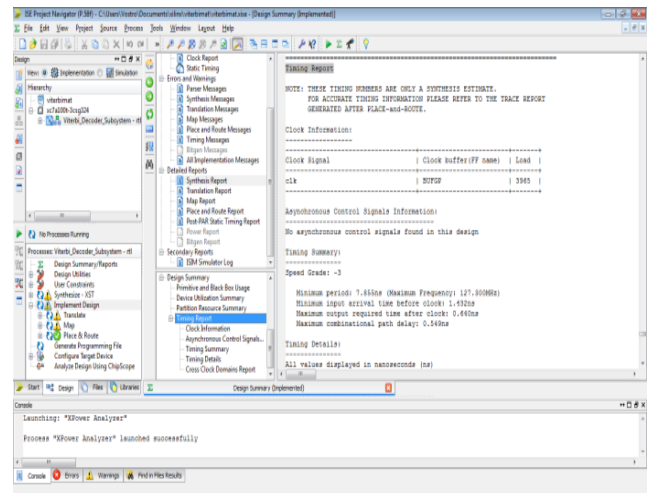 ISE Project Navigator (P.58f) - C:\Users\Vostro\Documents\xilinx\viterbimat\viterbimat.xise - [Design Summary (Implemented)]
File Edit View Project Source Process Tools Window Layout Help
Design
View: Implementation Simulation
Hierarchy
viterbimat
xc7a100t-3csg324
Viterbi_Decoder_Subsystem - rtl
No Processes Running
Processes: Viterbi_Decoder_Subsystem - rtl
Design Summary/Reports
Design Utilities
User Constraints
Synthesize - XST
Implement Design
Translate
Map
Place & Route
Generate Programming File
Configure Target Device
Analyze Design Using ChipScope
Start Design Files Libraries
Clock Report
Static Timing
Errors and Warnings
Parser Messages
Synthesis Messages
Translation Messages
Map Messages
Place and Route Messages
Timing Messages
Bitgen Messages
All Implementation Messages
Detailed Reports
Synthesis Report
Translation Report
Map Report
Place and Route Report
Post-PAR Static Timing Report
Power Report
Bitgen Report
Secondary Reports
ISIM Simulator Log
Design Summary
Primitive and Black Box Usage
Device Utilization Summary
Partition Resource Summary
Timing Report
Clock Information
Asynchronous Control Signals...
Timing Summary
Timing Details
Cross Clock Domains Report
Timing Report
NOTE: THESE TIMING NUMBERS ARE ONLY A SYNTHESIS ESTIMATE.
FOR ACCURATE TIMING INFORMATION PLEASE REFER TO THE TRACE REPORT
GENERATED AFTER PLACE-and-ROUTE.
Clock Information:
------------------
Clock Signal | Clock buffer(FF name) | Load |
clk | BUFGP | 3965 |
Asynchronous Control Signals Information:
----------------------------------------
No asynchronous control signals found in this design
Timing Summary:
---------------
Speed Grade: -3
Minimum period: 7.855ns (Maximum Frequency: 127.300MHz)
Minimum input arrival time before clock: 1.432ns
Maximum output required time after clock: 0.640ns
Maximum combinational path delay: 0.549ns
Timing Details:
---------------
All values displayed in nanoseconds (ns)
Design Summary (Implemented)
Console
Launching: "XPower Analyzer"
Process "XPower Analyzer" launched successfully
Console Errors Warnings Find in Files Results